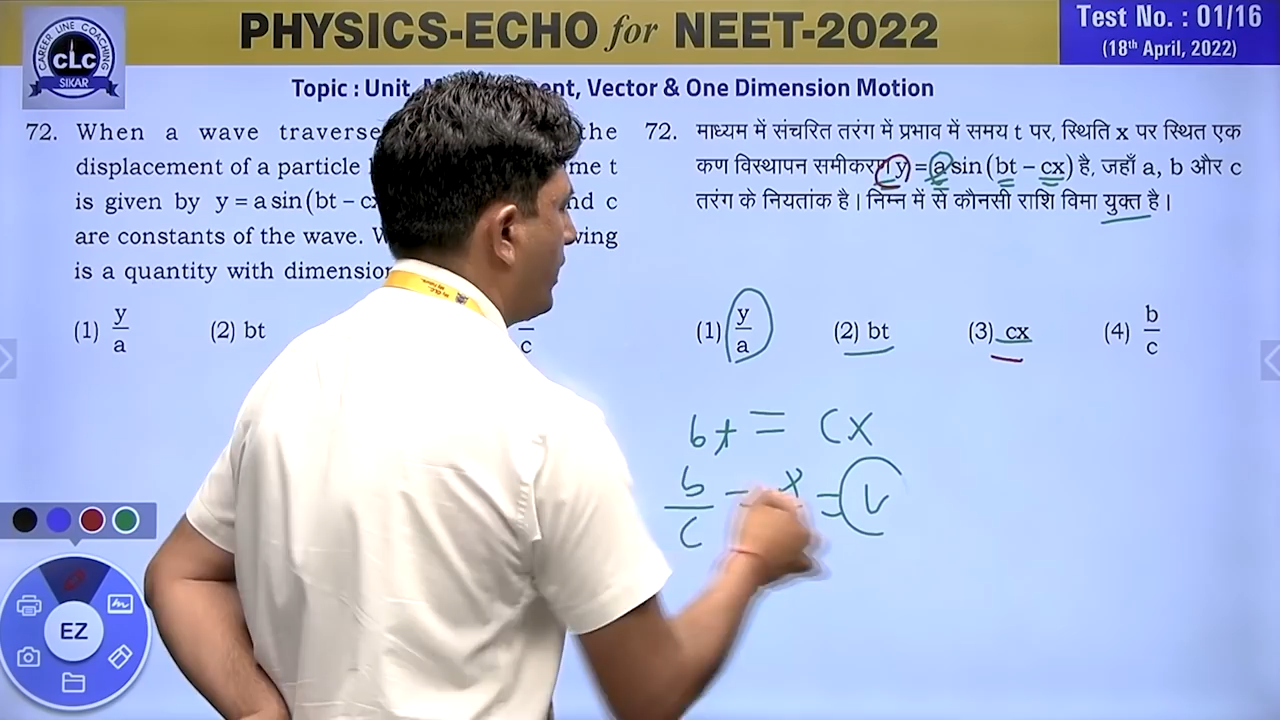 CAREER LINE COACHING
CLC
SIKAR
PHYSICS-ECHO for NEET-2022
Test No. : 01/16
(18th April, 2022)
Topic : Unit, ment, Vector & One Dimension Motion
72. When a wave traverse the
displacement of a particle me t
is given by y = a sin(bt – cx nd c
are constants of the wave. W wing
is a quantity with dimension
(1) y/a (2) bt c
72. माध्यम में संचरित तरंग में प्रभाव में समय t पर, स्थिति x पर स्थित एक
कण विस्थापन समीकरण y = a sin (bt – cx) है, जहाँ a, b और c
तरंग के नियतांक है। निम्न में से कौनसी राशि विमा युक्त है।
(1) y/a (2) bt (3) cx (4) b/c
bt = cx
b/c = x = v
EZ